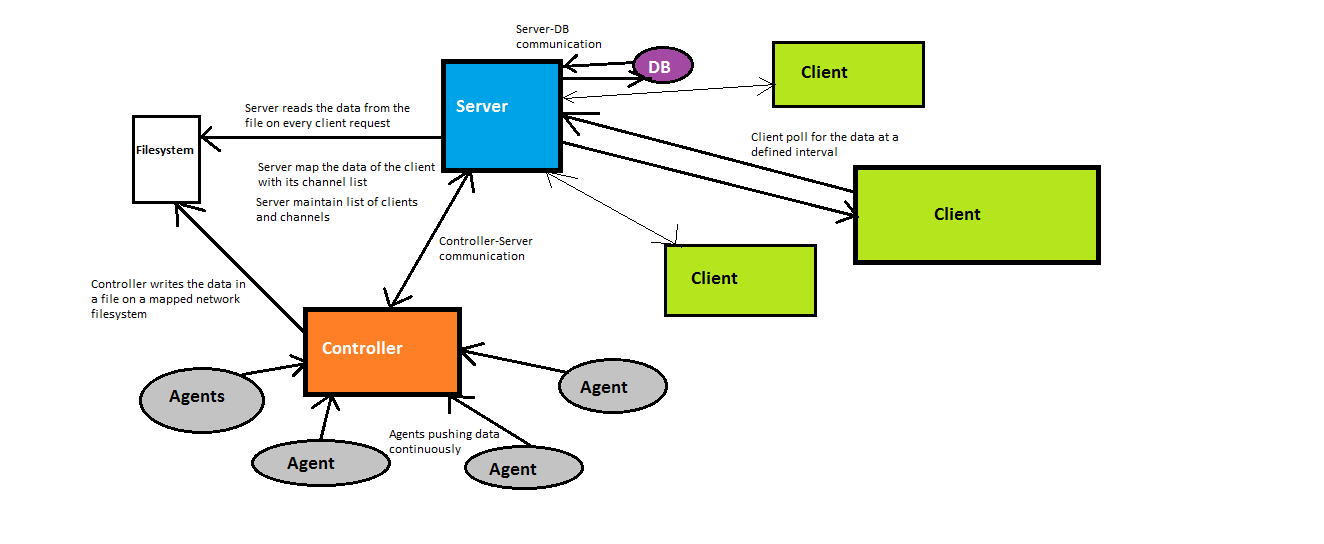 Server-DB
communication
DB
Client
Server
Server reads the data from the
file on every client request
Filesystem
Client poll for the data at a
defined interval
Server map the data of the client
with its channel list
Server maintain list of clients
and channels
Client
Controller-Server
communication
Client
Controller writes the data in
a file on a mapped network
filesystem
Controller
Agents
Agent
Agents pushing data
continuously
Agent
Agent